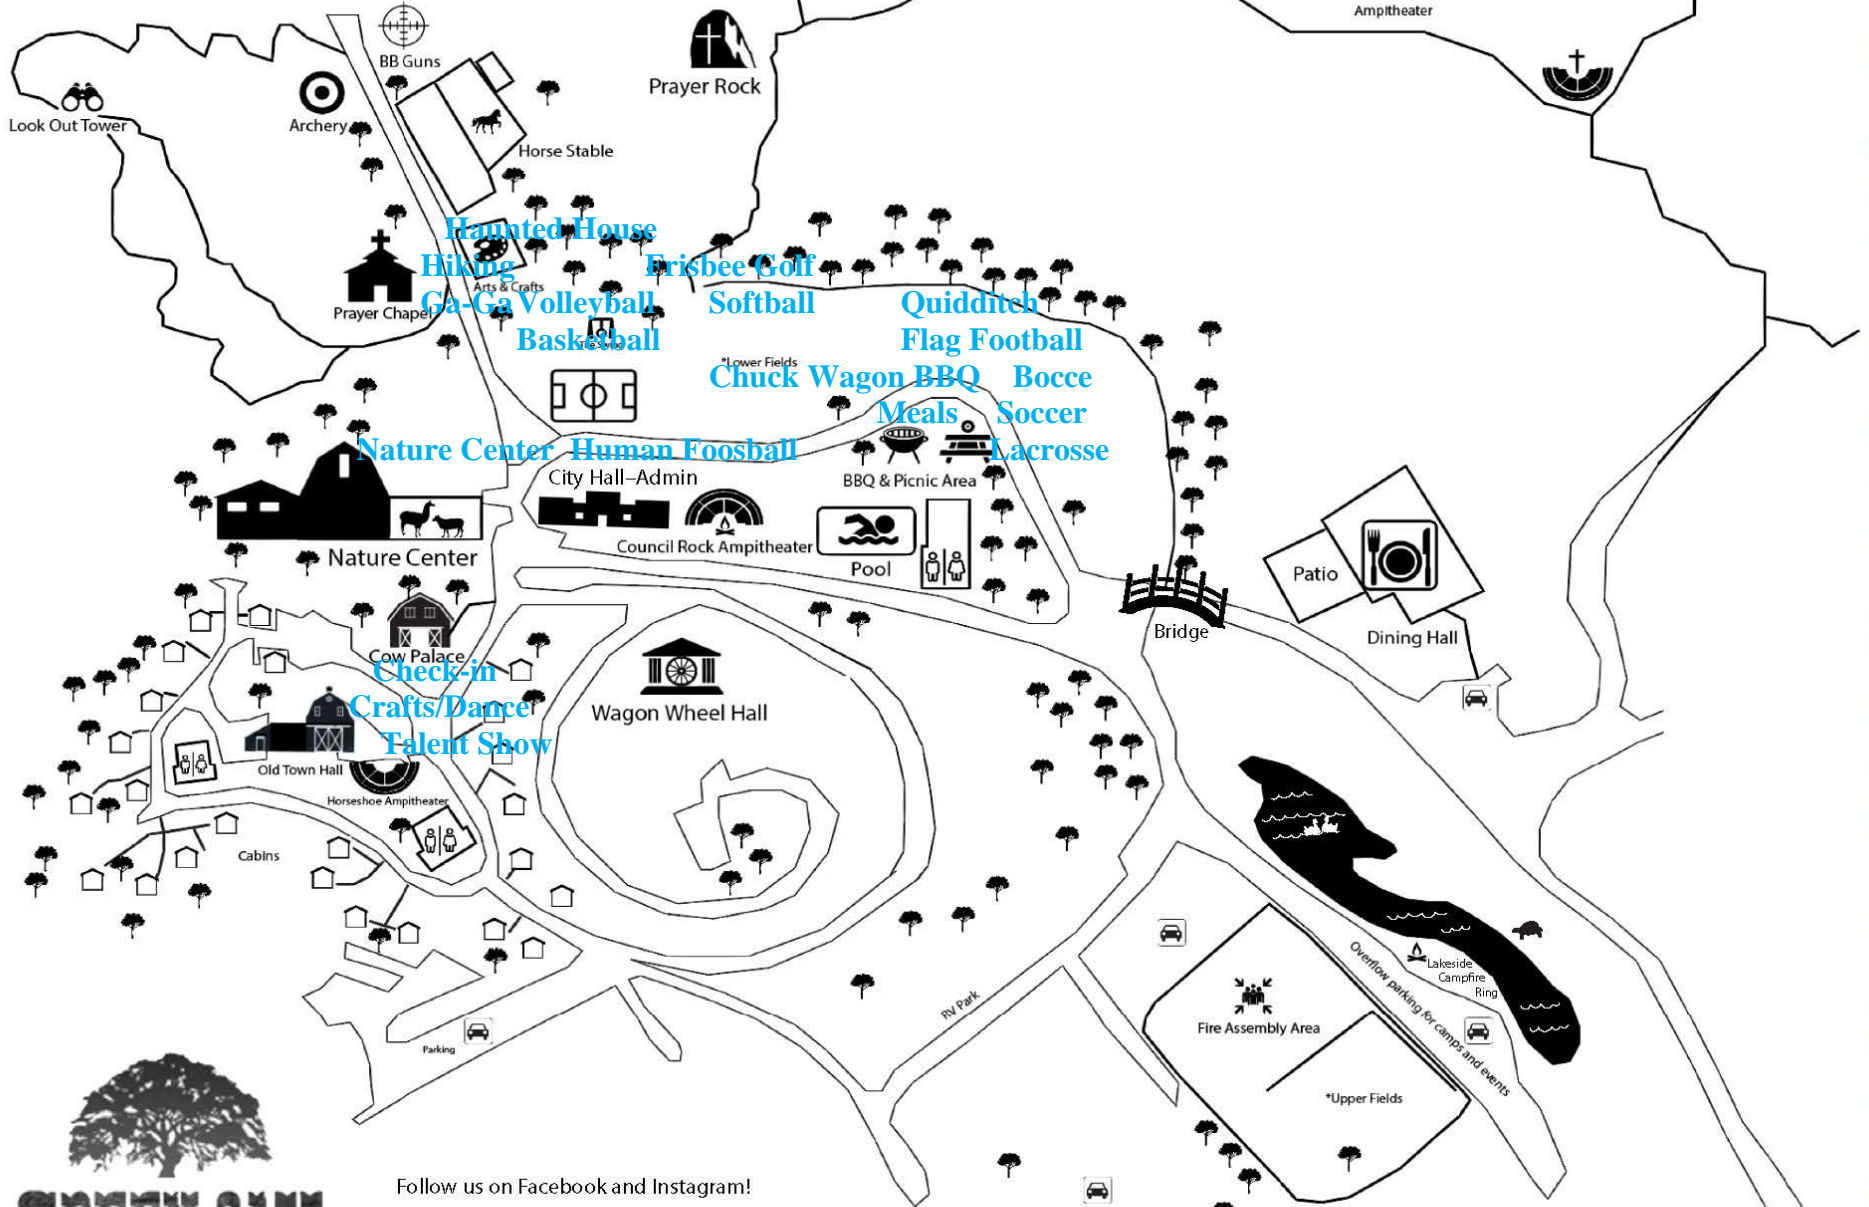 Ampitheater
BB Guns
Prayer Rock
Look Out Tower
Archery
Horse Stable
Haunted House
Hiking
Frisbee Golf
Arts & Crafts
Prayer Chapel
Ga-Ga
Volleyball
Softball
Quidditch
Basketball
Flag Football
*Lower Fields
Chuck Wagon BBQ
Bocce
Meals
Soccer
Nature Center
Human Foosball
Lacrosse
City Hall–Admin
BBQ & Picnic Area
Council Rock Ampitheater
Nature Center
Pool
Patio
Bridge
Dining Hall
Cow Palace
Check-in
Crafts/Dance
Talent Show
Wagon Wheel Hall
Old Town Hall
Horseshoe Ampitheater
Cabins
Lakeside
Campfire
Ring
Overflow parking for camps and events
RV Park
Fire Assembly Area
Parking
*Upper Fields
Follow us on Facebook and Instagram!